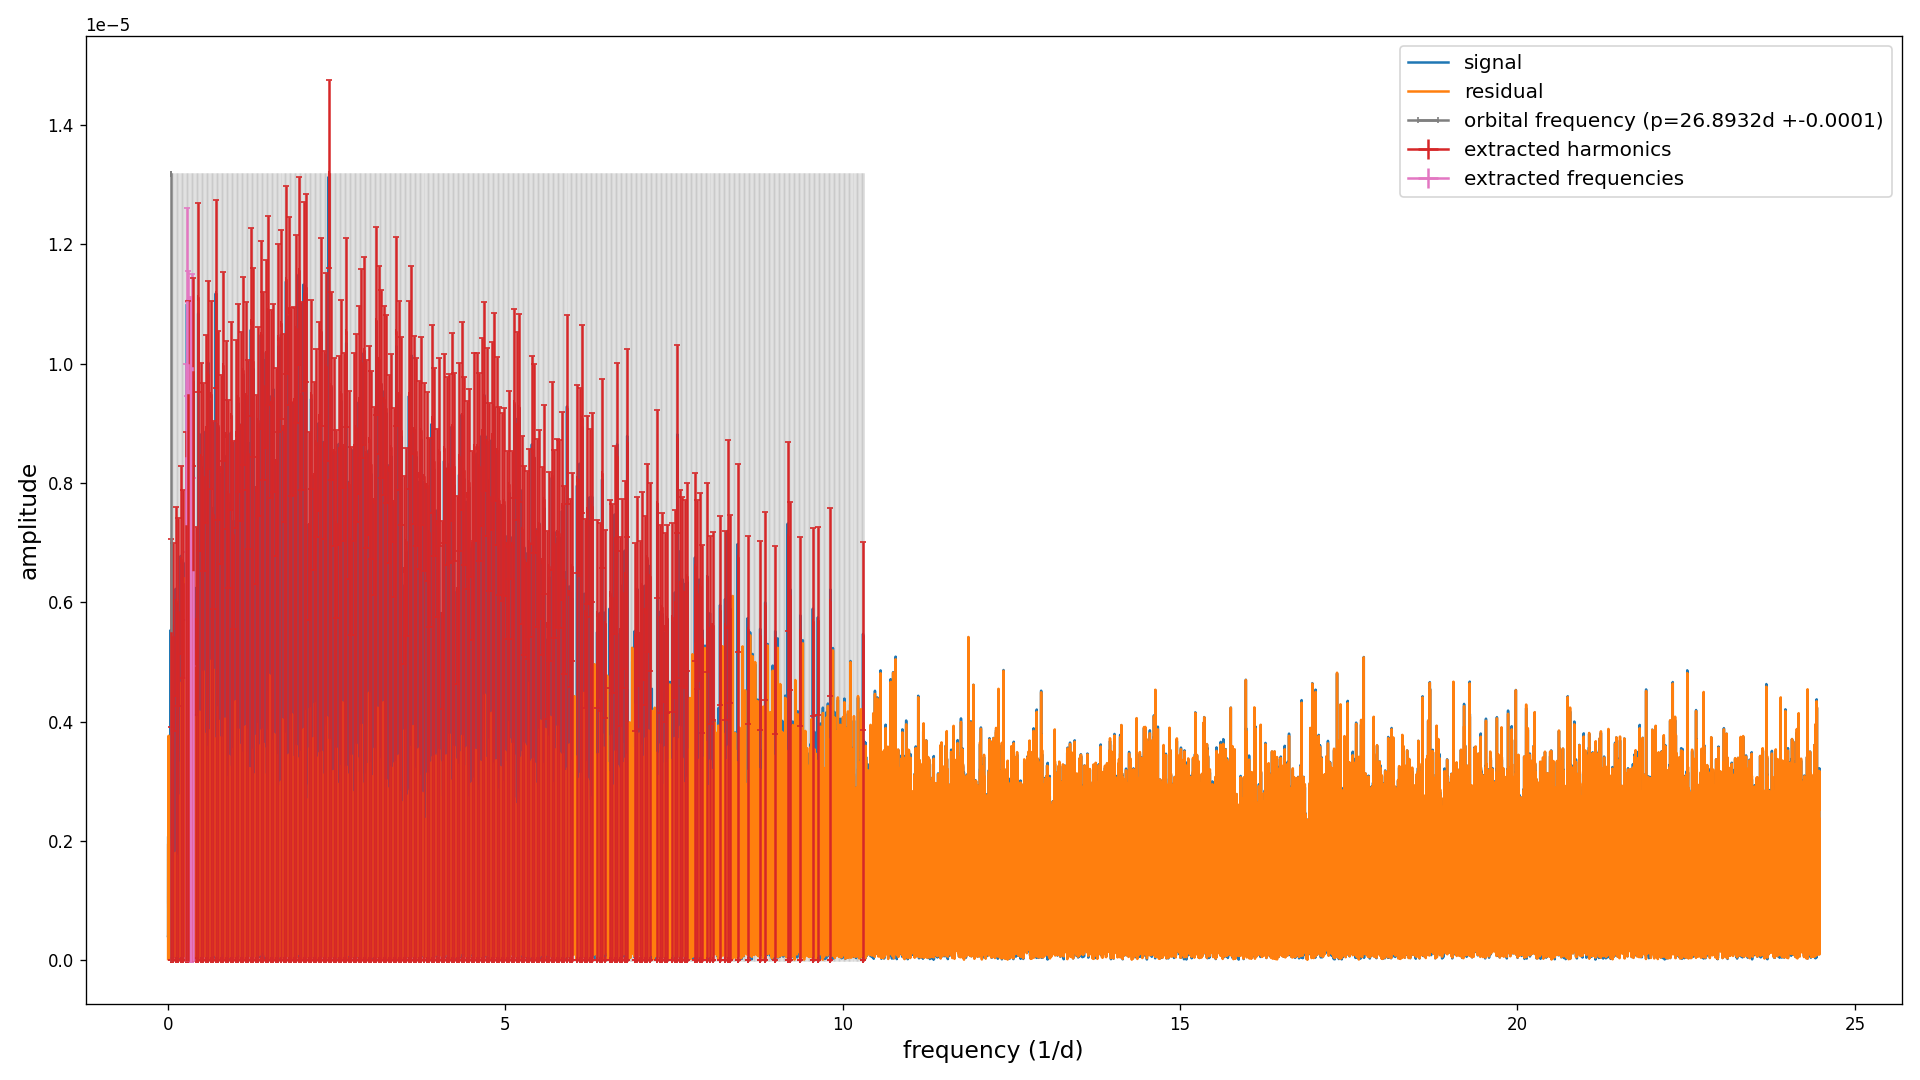 1e−5
signal
residual
orbital frequency (p=26.8932d +-0.0001)
extracted harmonics
extracted frequencies
1.4
1.2
1.0
0.8
0.6
0.4
0.2
0.0
amplitude
0 5 10 15 20 25
frequency (1/d)